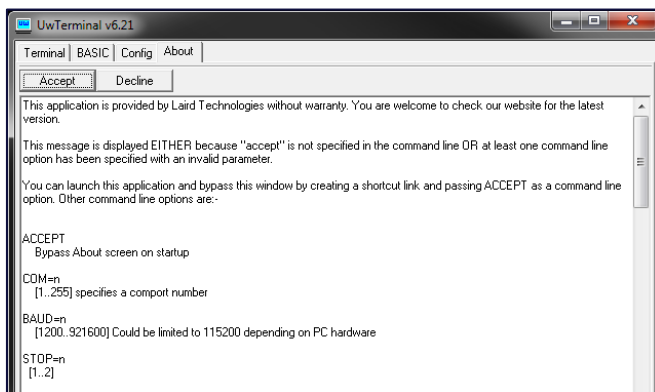 UwTerminal v6.21
Terminal BASIC Config About
Accept Decline
This application is provided by Laird Technologies without warranty. You are welcome to check our website for the latest
version.
This message is displayed EITHER because "accept" is not specified in the command line OR at least one command line
option has been specified with an invalid parameter.
You can launch this application and bypass this window by creating a shortcut link and passing ACCEPT as a command line
option. Other command line options are:-
ACCEPT
Bypass About screen on startup
COM=n
[1..255] specifies a comport number
BAUD=n
[1200..921600] Could be limited to 115200 depending on PC hardware
STOP=n
[1..2]